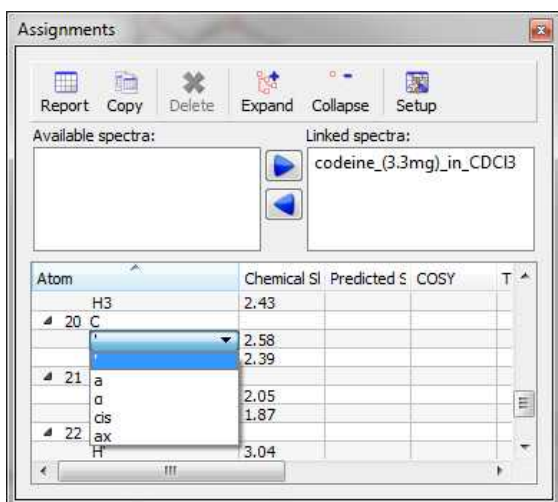 Assignments
Report Copy Delete Expand Collapse Setup
Available spectra: Linked spectra:
codeine_(3.3mg)_in_CDCl3
Atom Chemical Sl Predicted S COSY T
H3 2.43
20 C
' 2.58
' 2.39
21 a
α 2.05
cis 1.87
22 ax
H' 3.04